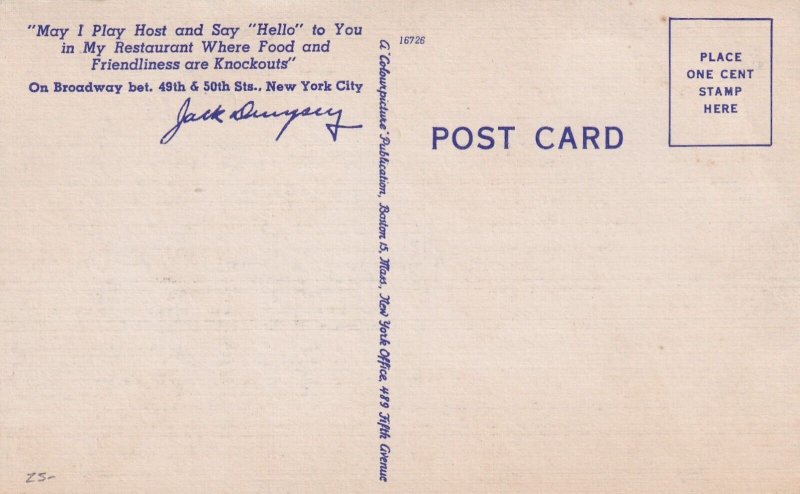 "May I Play Host and Say "Hello" to You
in My Restaurant Where Food and
Friendliness are Knockouts"
On Broadway bet. 49th & 50th Sts., New York City
Jack Dempsey
A "Colourpicture" Publication, Boston 15, Mass., New York Office, 489 Fifth Avenue
16726
POST CARD
PLACE
ONE CENT
STAMP
HERE
25-